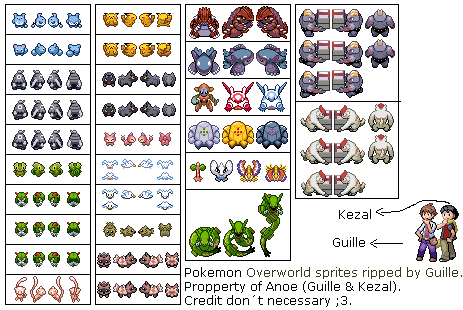 Kezal
Guille
Pokemon Overworld sprites ripped by Guille.
Propperty of Anoe (Guille & Kezal).
Credit don´t necessary ;3.